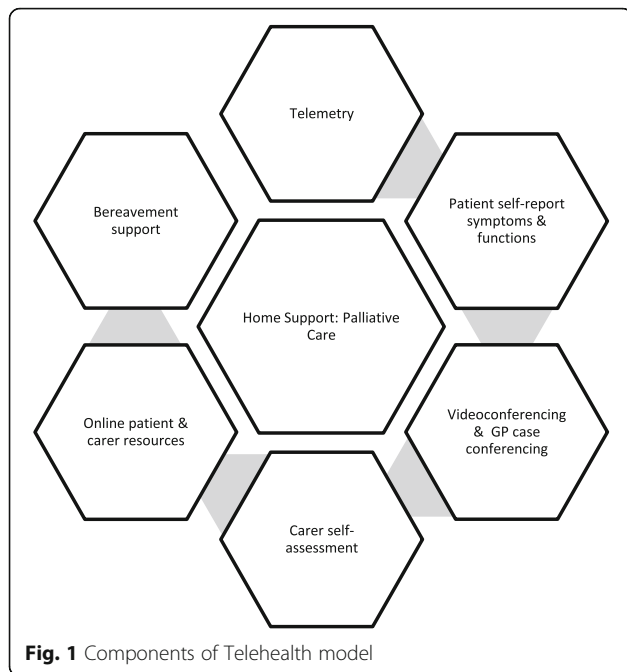 Telemetry
Patient self-report
symptoms &
functions
Videoconferencing
& GP case
conferencing
Carer self-
assessment
Online patient &
carer resources
Bereavement
support
Home Support: Palliative
Care
Fig. 1 Components of Telehealth model